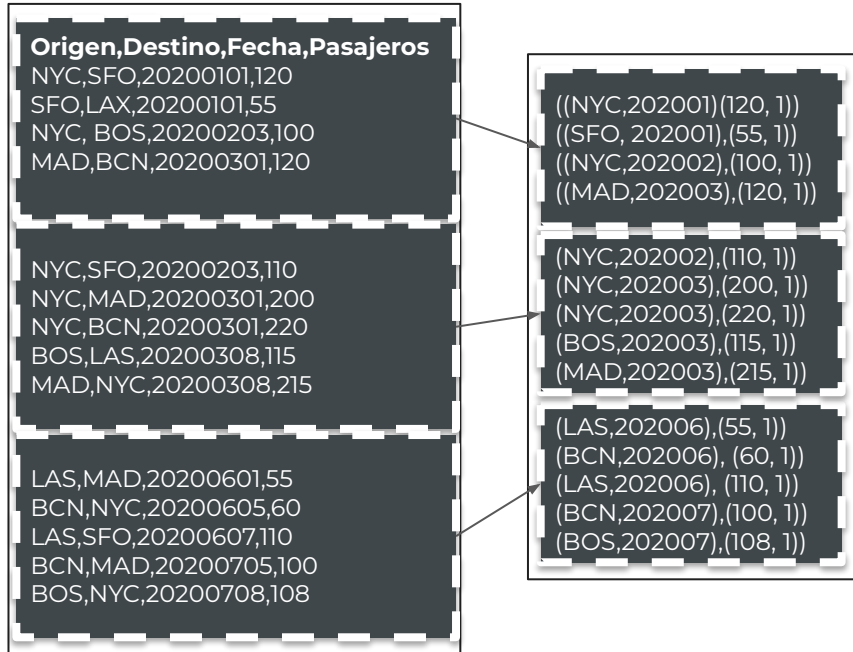 Origen,Destino,Fecha,Pasajeros
NYC,SFO,20200101,120
SFO,LAX,20200101,55
NYC, BOS,20200203,100
MAD,BCN,20200301,120
NYC,SFO,20200203,110
NYC,MAD,20200301,200
NYC,BCN,20200301,220
BOS,LAS,20200308,115
MAD,NYC,20200308,215
LAS,MAD,20200601,55
BCN,NYC,20200605,60
LAS,SFO,20200607,110
BCN,MAD,20200705,100
BOS,NYC,20200708,108
((NYC,202001)(120, 1))
((SFO, 202001),(55, 1))
((NYC,202002),(100, 1))
((MAD,202003),(120, 1))
(NYC,202002),(110, 1))
(NYC,202003),(200, 1))
(NYC,202003),(220, 1))
(BOS,202003),(115, 1))
(MAD,202003),(215, 1))
(LAS,202006),(55, 1))
(BCN,202006), (60, 1))
(LAS,202006), (110, 1))
(BCN,202007),(100, 1))
(BOS,202007),(108, 1))